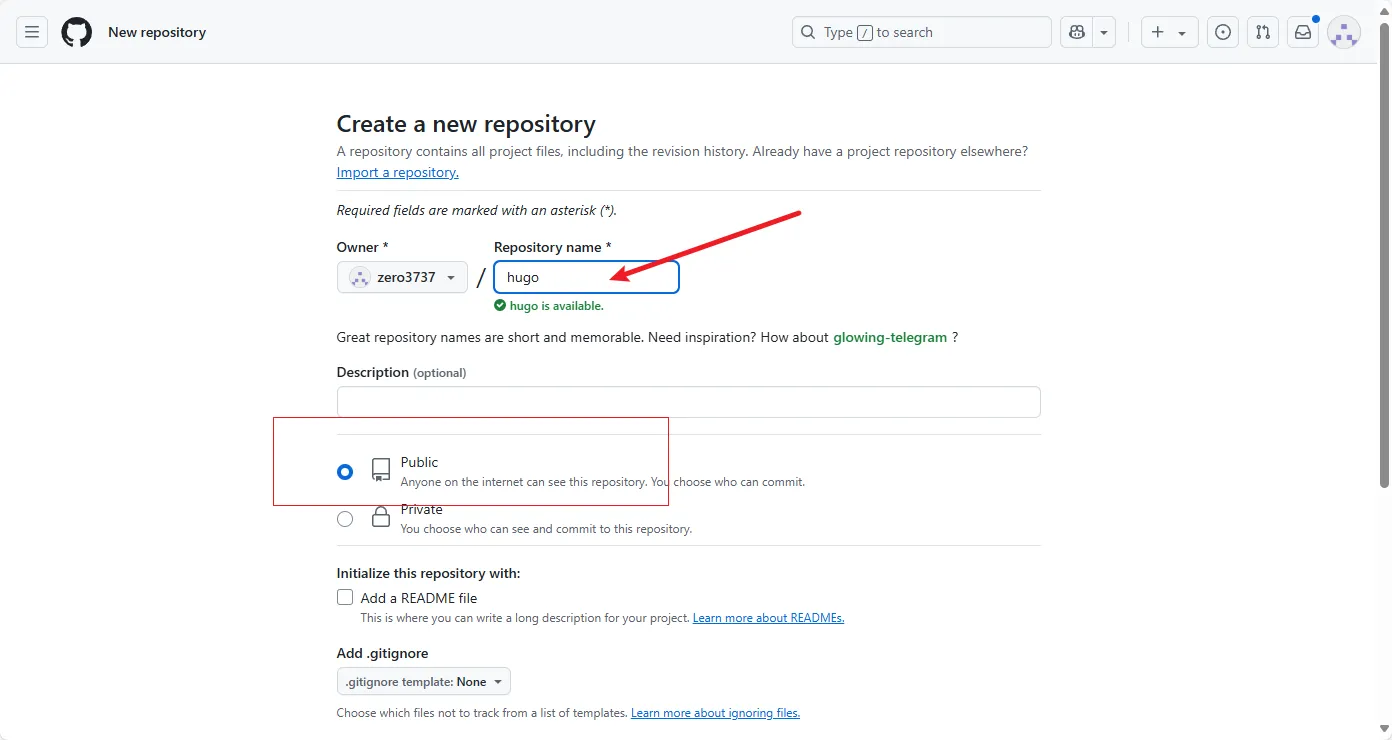 New repository
Type / to search
Create a new repository
A repository contains all project files, including the revision history. Already have a project repository elsewhere?
Import a repository.
Required fields are marked with an asterisk (*).
Owner * Repository name *
zero3737 / hugo
hugo is available.
Great repository names are short and memorable. Need inspiration? How about glowing-telegram ?
Description (optional)
Public
Anyone on the internet can see this repository. You choose who can commit.
Private
You choose who can see and commit to this repository.
Initialize this repository with:
Add a README file
This is where you can write a long description for your project. Learn more about READMEs.
Add .gitignore
.gitignore template: None
Choose which files not to track from a list of templates. Learn more about ignoring files.